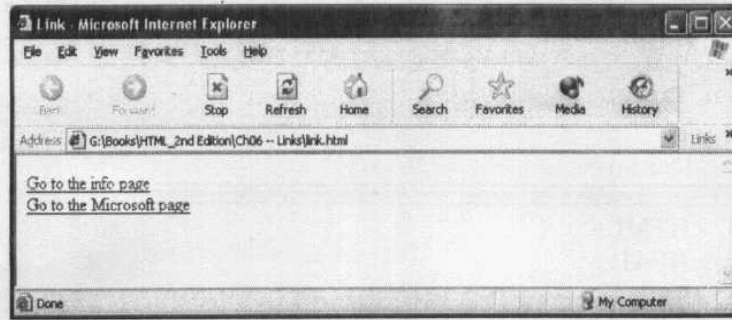 Link - Microsoft Internet Explorer
File Edit View Favorites Tools Help
Back Forward Stop Refresh Home Search Favorites Media History »
Address G:\Books\HTML_2nd Edition\Ch06 -- Links\link.html Links »
Go to the info page
Go to the Microsoft page
Done My Computer